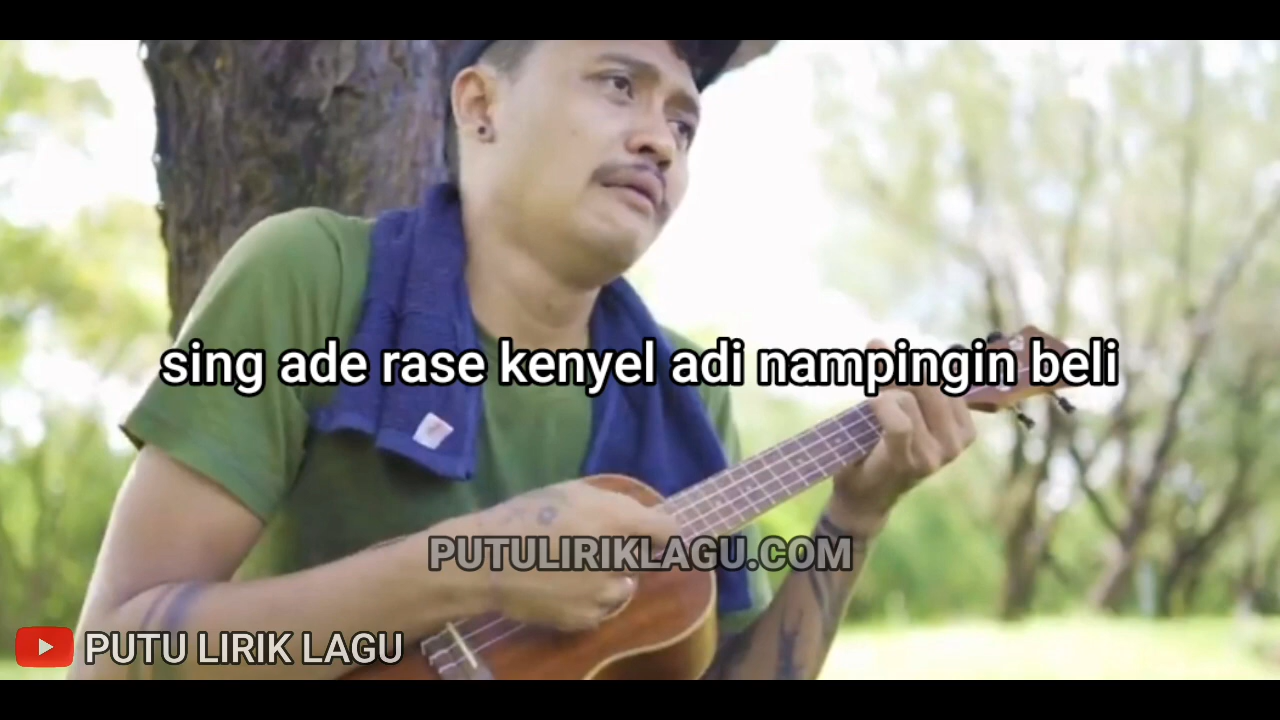 sing ade rase kenyel adi nampingin beli
PUTULIRIKLAGU.COM
PUTU LIRIK LAGU